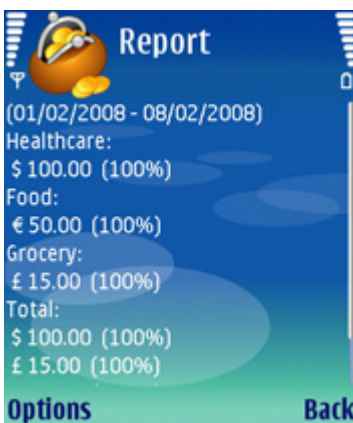 Report
(01/02/2008 - 08/02/2008)
Healthcare:
$ 100.00 (100%)
Food:
€ 50.00 (100%)
Grocery:
£ 15.00 (100%)
Total:
$ 100.00 (100%)
£ 15.00 (100%)
Options Back